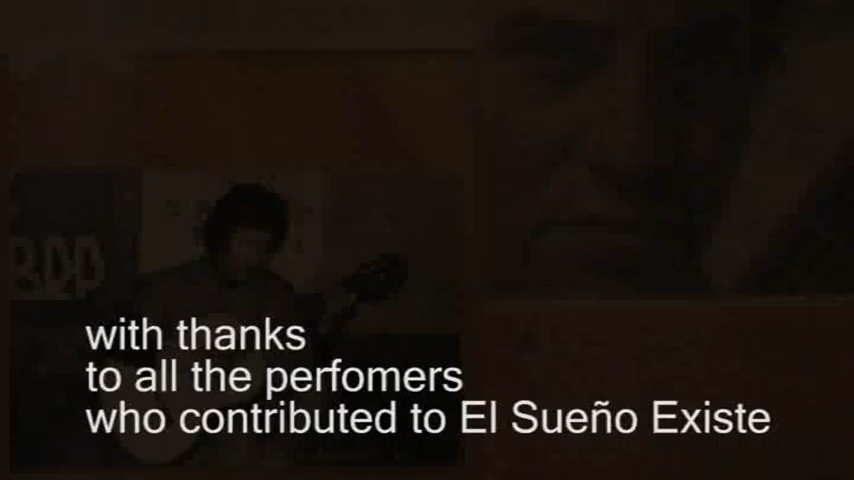 with thanks
to all the perfomers
who contributed to El Sueño Existe